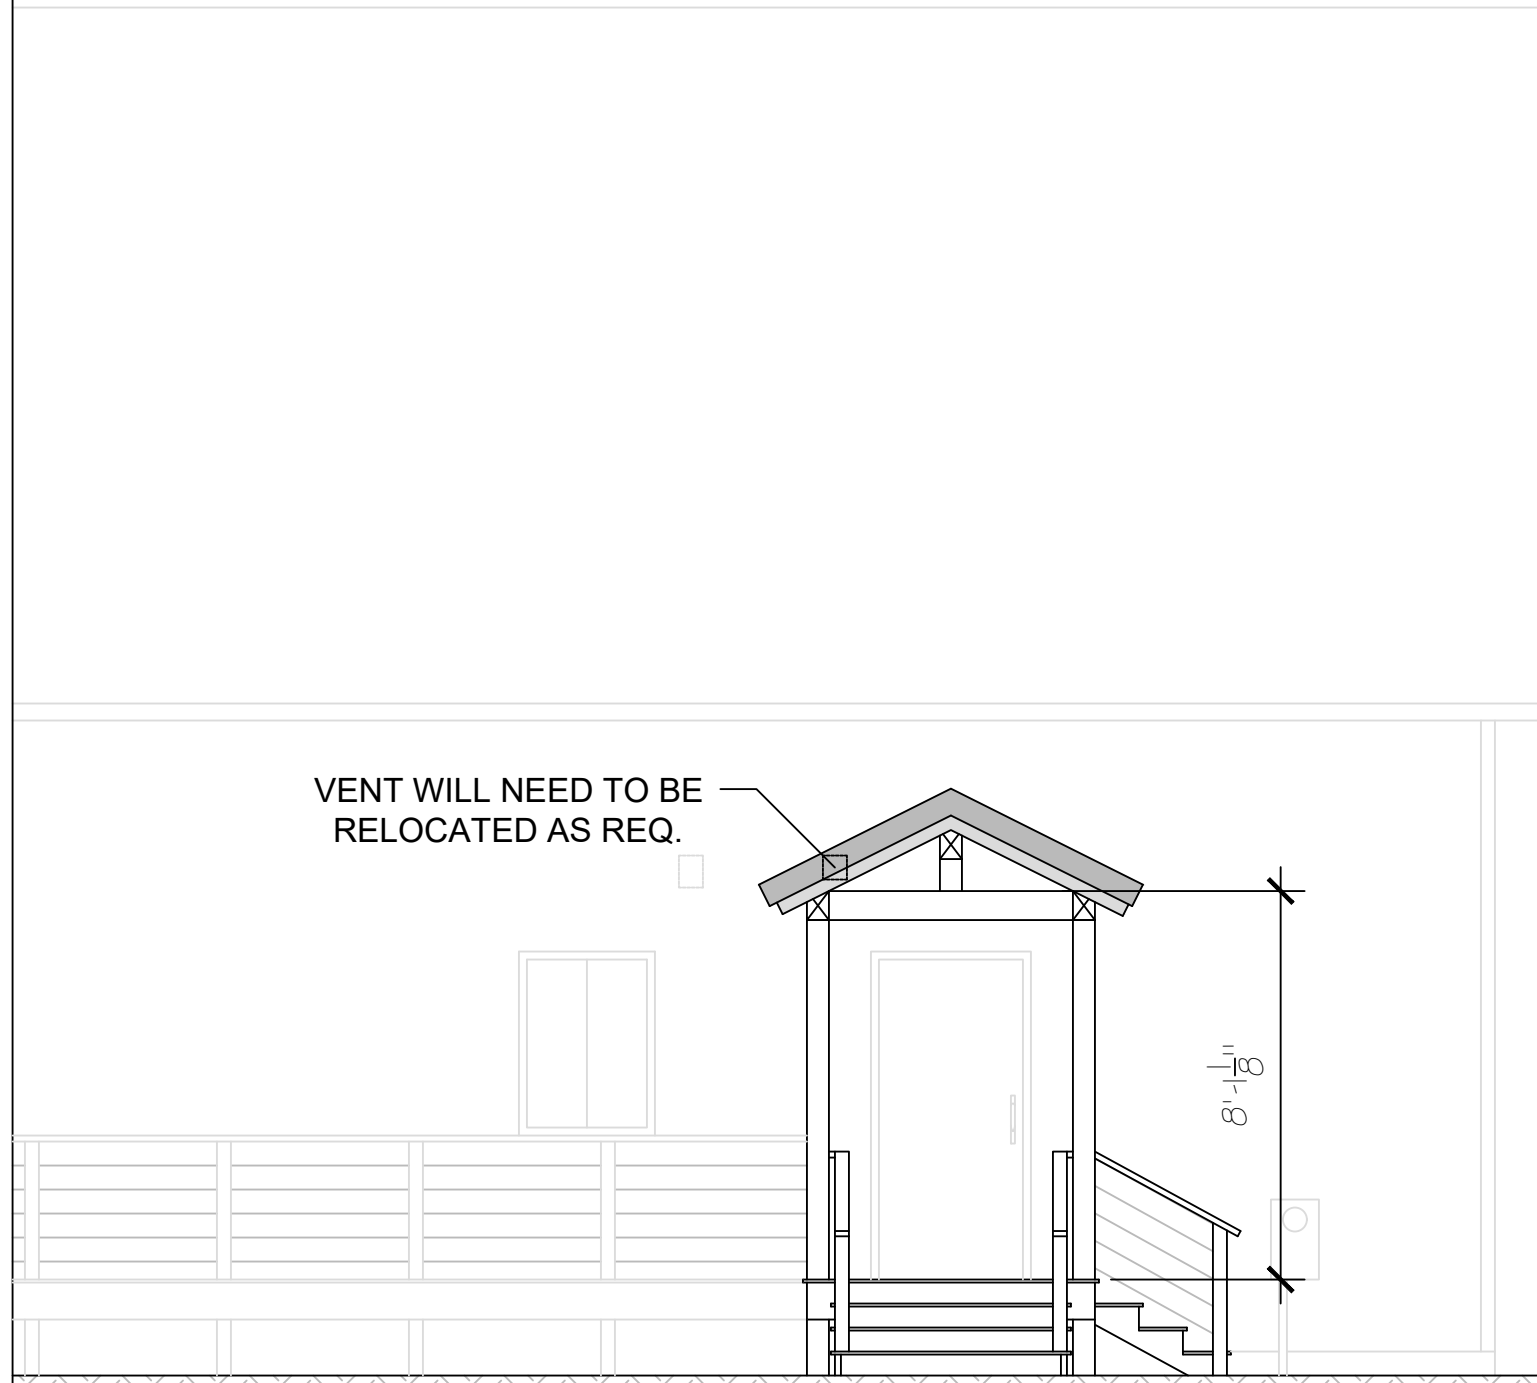 VENT WILL NEED TO BE
RELOCATED AS REQ.
8'-1 1/8"